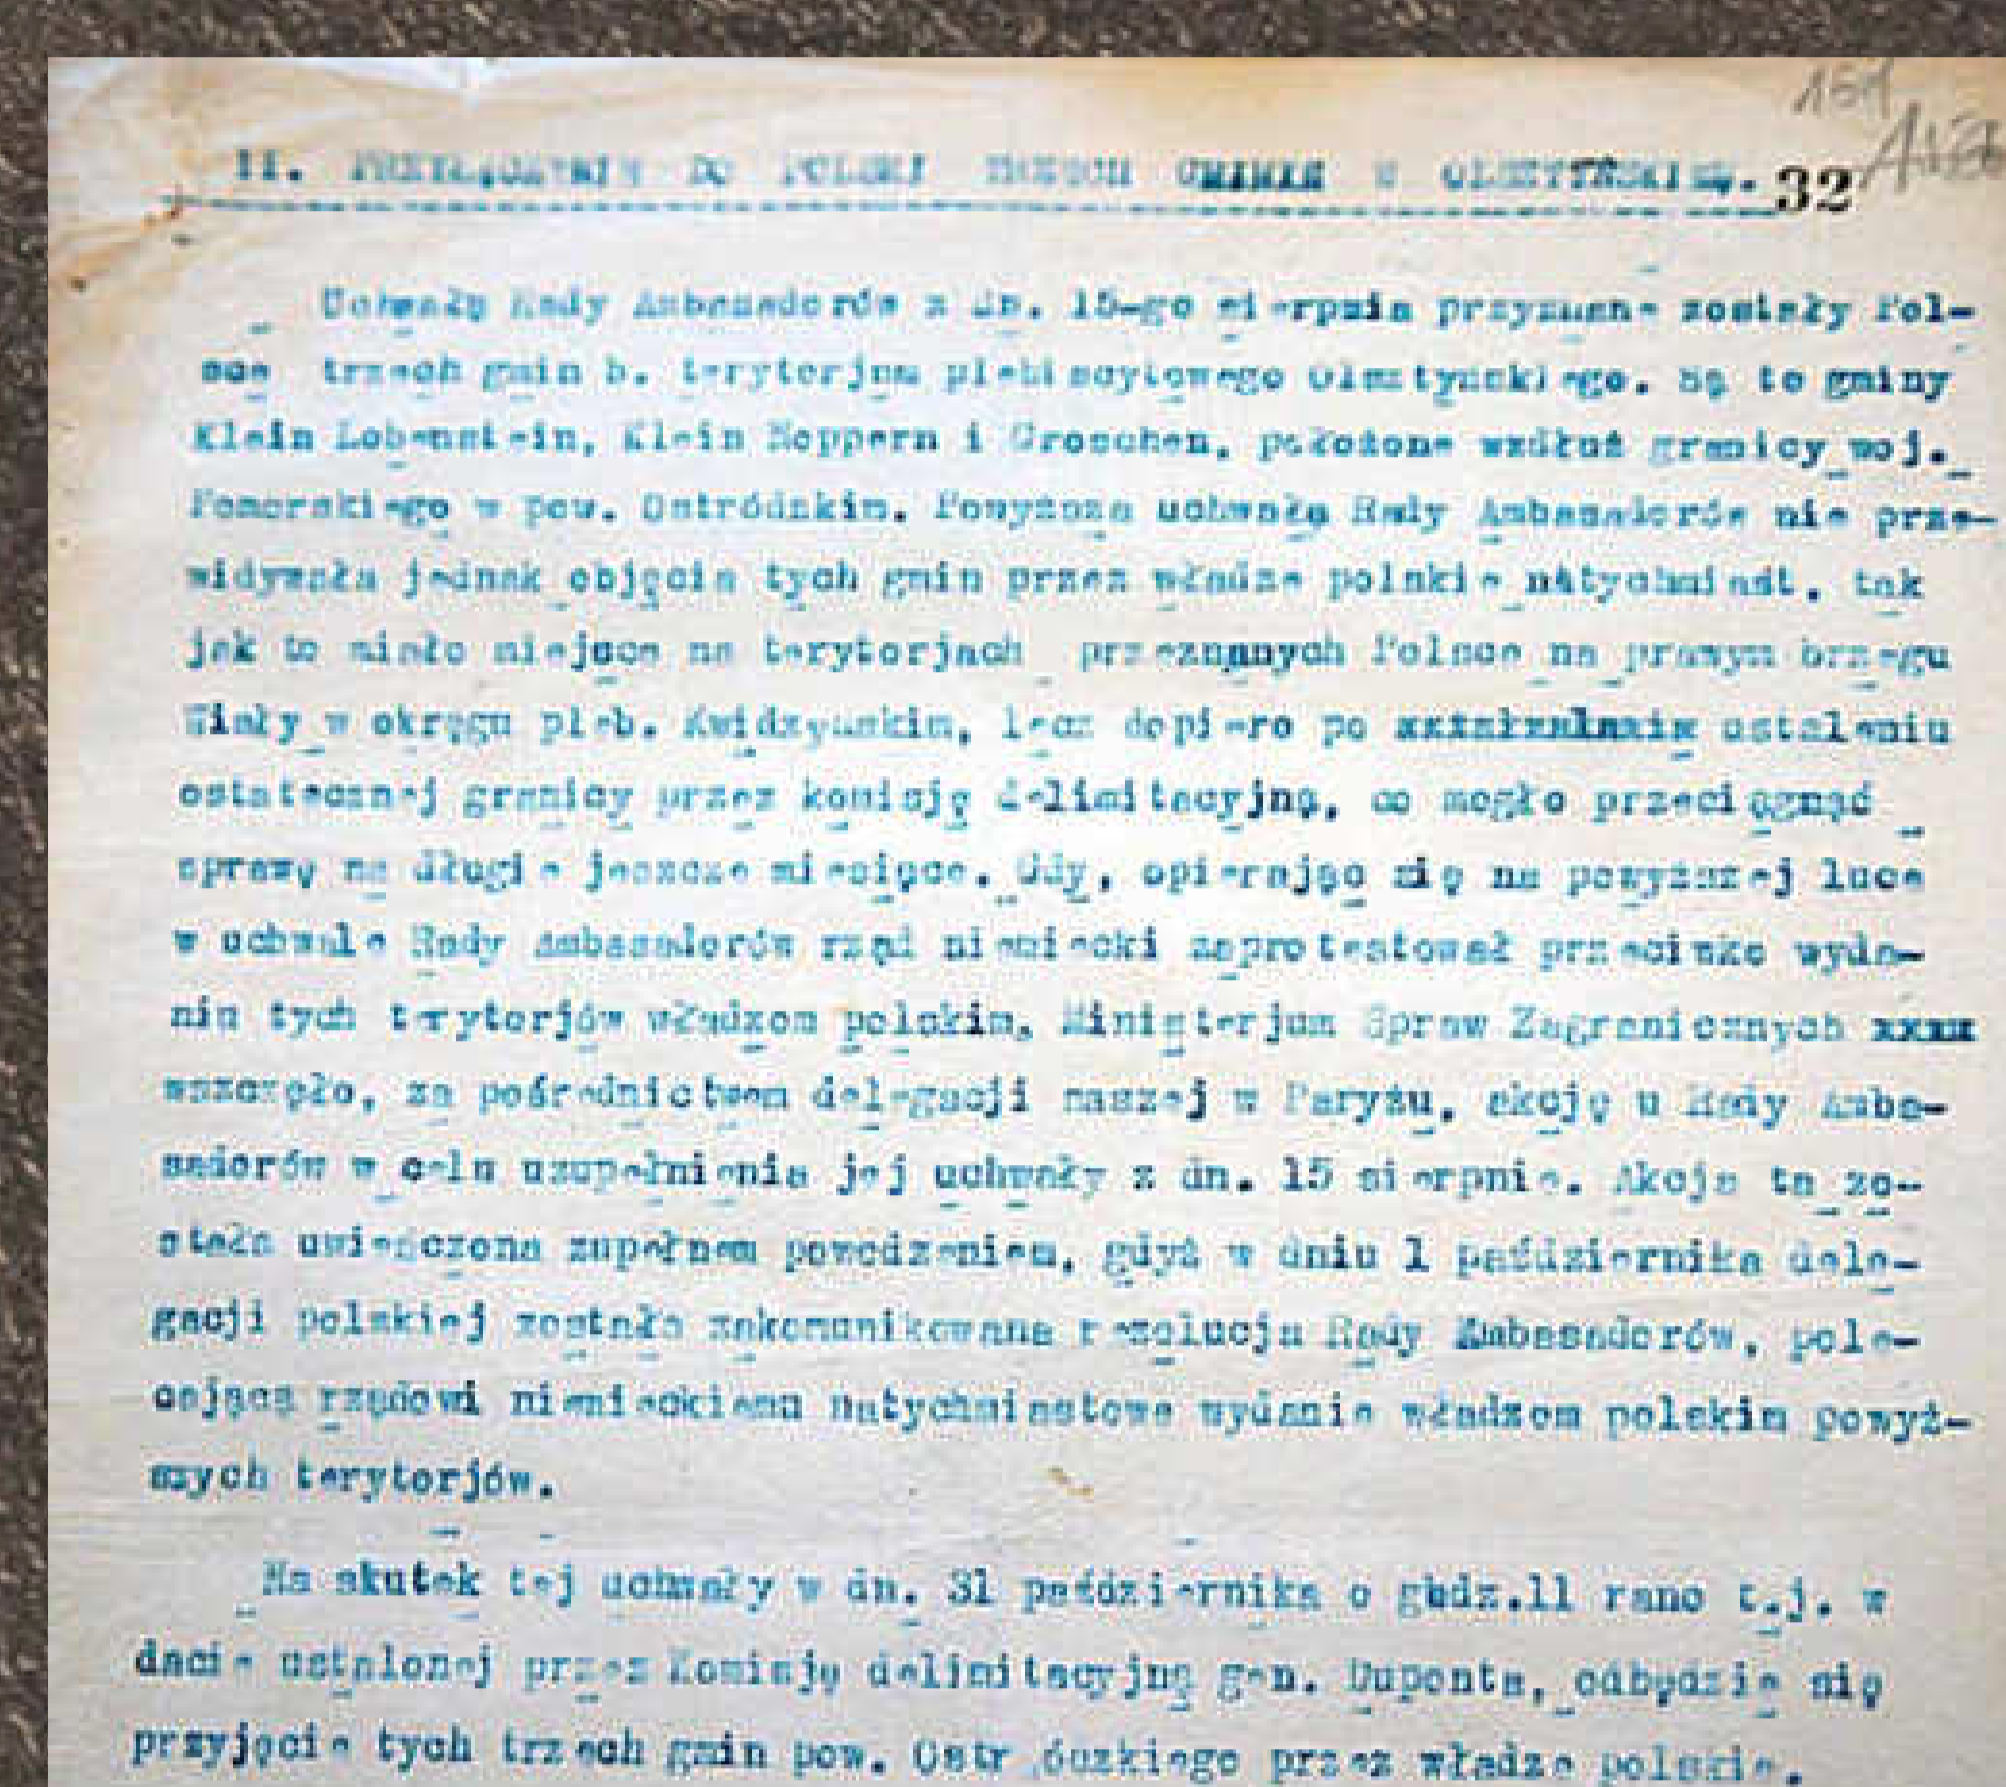 II. PRZYŁĄCZENIE DO POLSKI TRZECH GMIN W OLSZTYŃSKIEM. 32
Uchwałą Rady Ambasadorów z dn. 15-go sierpnia przyznane zostały Pol-
sce trzech gmin b. terytorjum plebiscytowego Olsztyńskiego. Są to gminy
Klein Lobenstein, Klein Noppern i Groschen, położone wzdłuż granicy woj.
Pomorskiego w pow. Ostródzkim. Powyższa uchwała Rady Ambasadorów nie prze-
widywała jednak objęcia tych gmin przez władze polskie natychmiast, tak
jak to miało miejsce na terytorjach przeznanych Polsce na prawym brzegu
Wisły w okręgu pleb. Kwidzyńskim, lecz dopiero po ustaleniu
ostatecznej granicy przez komisję delimitacyjną, co mogło przeciągnąć
sprawę na długie jeszcze miesiące. Gdy, opierając się na powyższej luce
w uchwale Rady Ambasadorów rząd niemiecki zaprotestował przeciwko wyda-
niu tych terytorjów władzom polskim, Ministerjum Spraw Zagranicznych xxxx
wszczęło, za pośrednictwem delegacji naszej w Paryżu, akcję u Rady Amba-
sadorów w celu uzupełnienia jej uchwały z dn. 15 sierpnia. Akcja ta zo-
stała uwieńczona zupełnem powodzeniem, gdyż w dniu 1 października dele-
gacji polskiej została zakomunikowana rezolucja Rady Ambasadorów, pole-
cająca rządowi niemieckiemu natychmiastowe wydanie władzom polskim powyż-
szych terytorjów.
Na skutek tej uchwały w dn. 31 października o godz.11 rano t.j. w
dacie ustalonej przez Komisję delimitacyjną gen. Duponta, odbędzie się
przyjęcie tych trzech gmin pow. Ostr ódzkiego przez władze polskie.